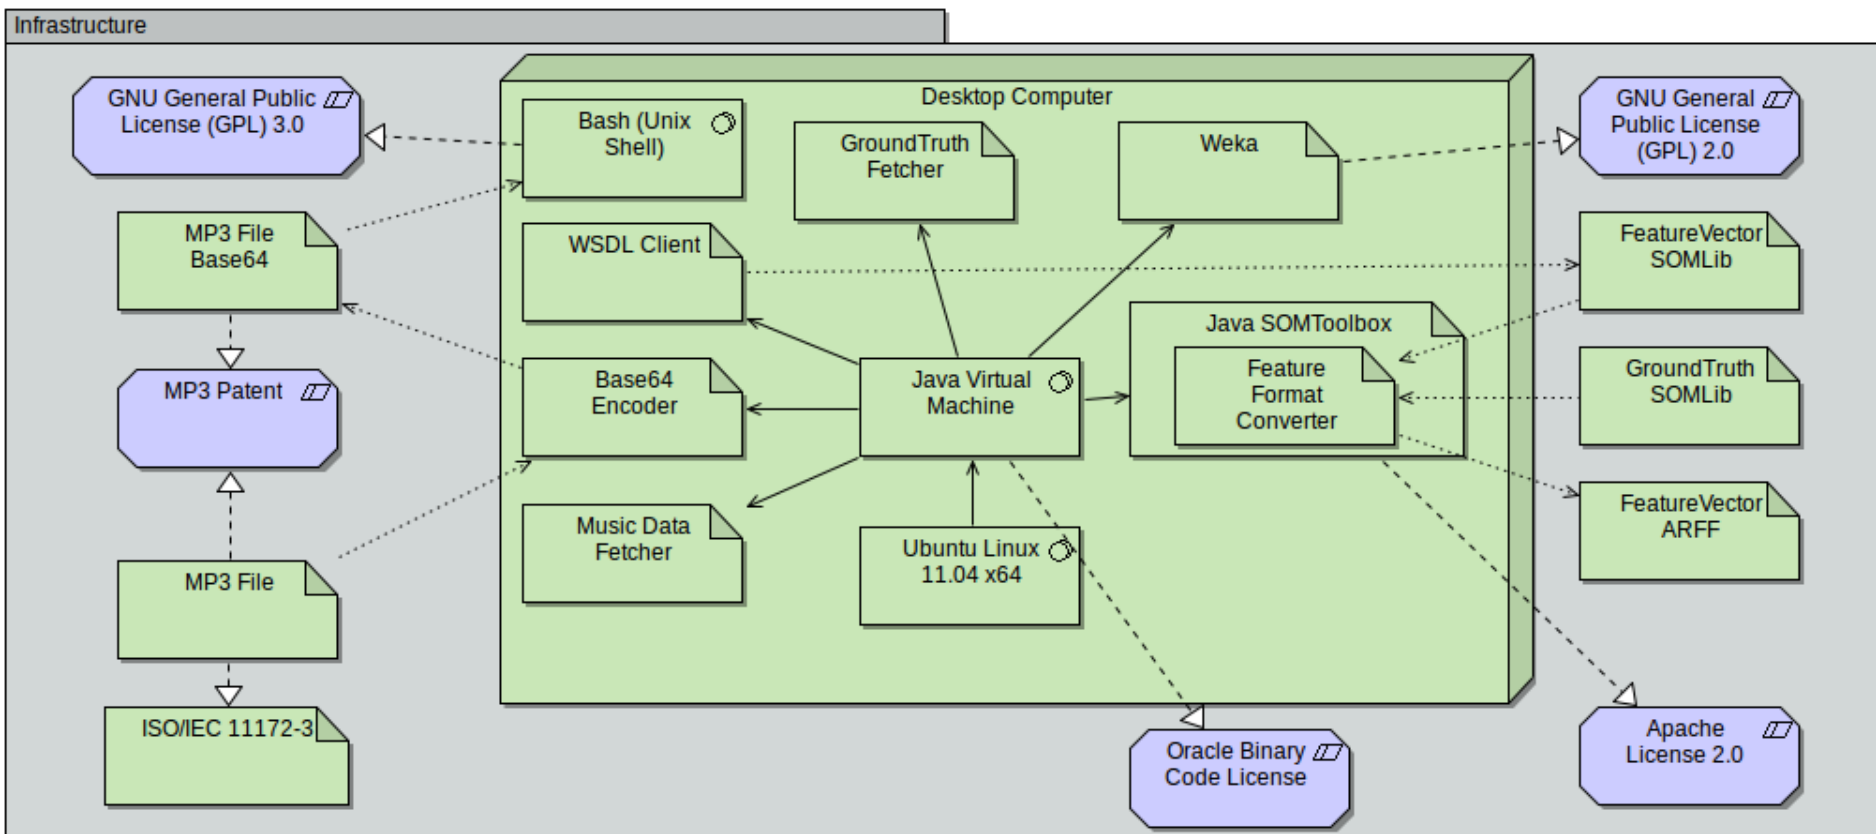 Infrastructure
GNU General Public
License (GPL) 3.0
Desktop Computer
Bash (Unix
Shell)
GroundTruth
Fetcher
Weka
GNU General
Public License
(GPL) 2.0
MP3 File
Base64
WSDL Client
FeatureVector
SOMLib
Java SOMToolbox
MP3 Patent
Base64
Encoder
Java Virtual
Machine
Feature
Format
Converter
GroundTruth
SOMLib
Music Data
Fetcher
Ubuntu Linux
11.04 x64
FeatureVector
ARFF
MP3 File
ISO/IEC 11172-3
Oracle Binary
Code License
Apache
License 2.0